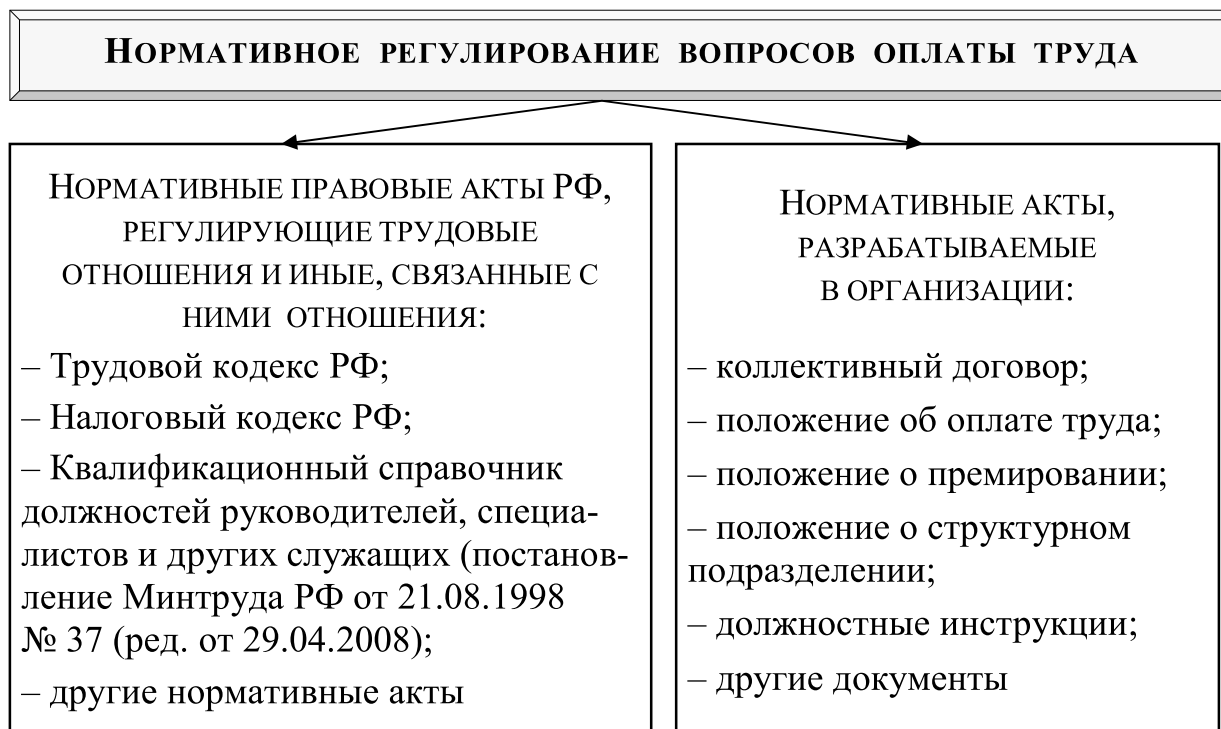 НОРМАТИВНОЕ РЕГУЛИРОВАНИЕ ВОПРОСОВ ОПЛАТЫ ТРУДА
НОРМАТИВНЫЕ ПРАВОВЫЕ АКТЫ РФ,
РЕГУЛИРУЮЩИЕ ТРУДОВЫЕ
ОТНОШЕНИЯ И ИНЫЕ, СВЯЗАННЫЕ С
НИМИ ОТНОШЕНИЯ:
– Трудовой кодекс РФ;
– Налоговый кодекс РФ;
– Квалификационный справочник
должностей руководителей, специа-
листов и других служащих (постанов-
ление Минтруда РФ от 21.08.1998
№ 37 (ред. от 29.04.2008);
– другие нормативные акты
НОРМАТИВНЫЕ АКТЫ,
РАЗРАБАТЫВАЕМЫЕ
В ОРГАНИЗАЦИИ:
– коллективный договор;
– положение об оплате труда;
– положение о премировании;
– положение о структурном
подразделении;
– должностные инструкции;
– другие документы